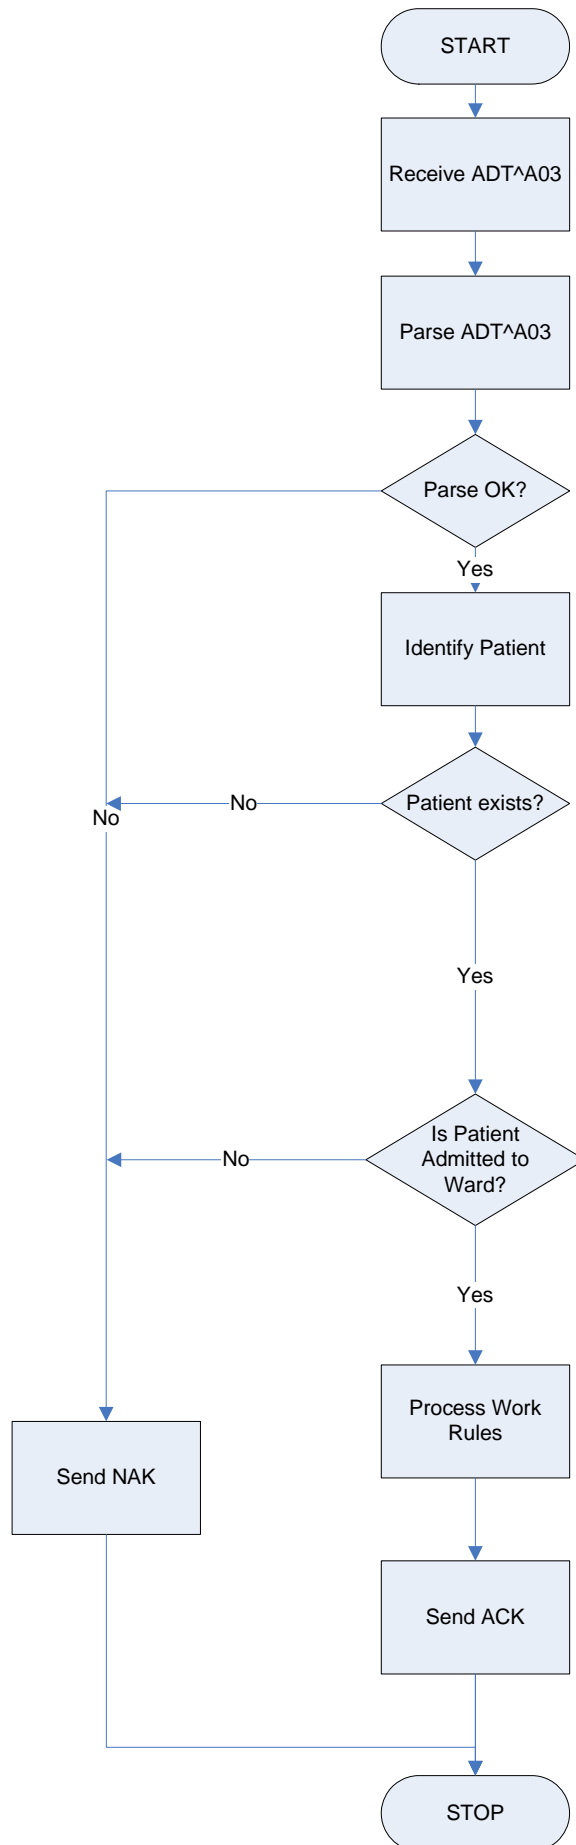 START
Receive ADT^A03
Parse ADT^A03
Parse OK?
Yes
Identify Patient
Patient exists?
No
No
Yes
Is Patient
Admitted to
Ward?
No
Yes
Process Work
Rules
Send NAK
Send ACK
STOP